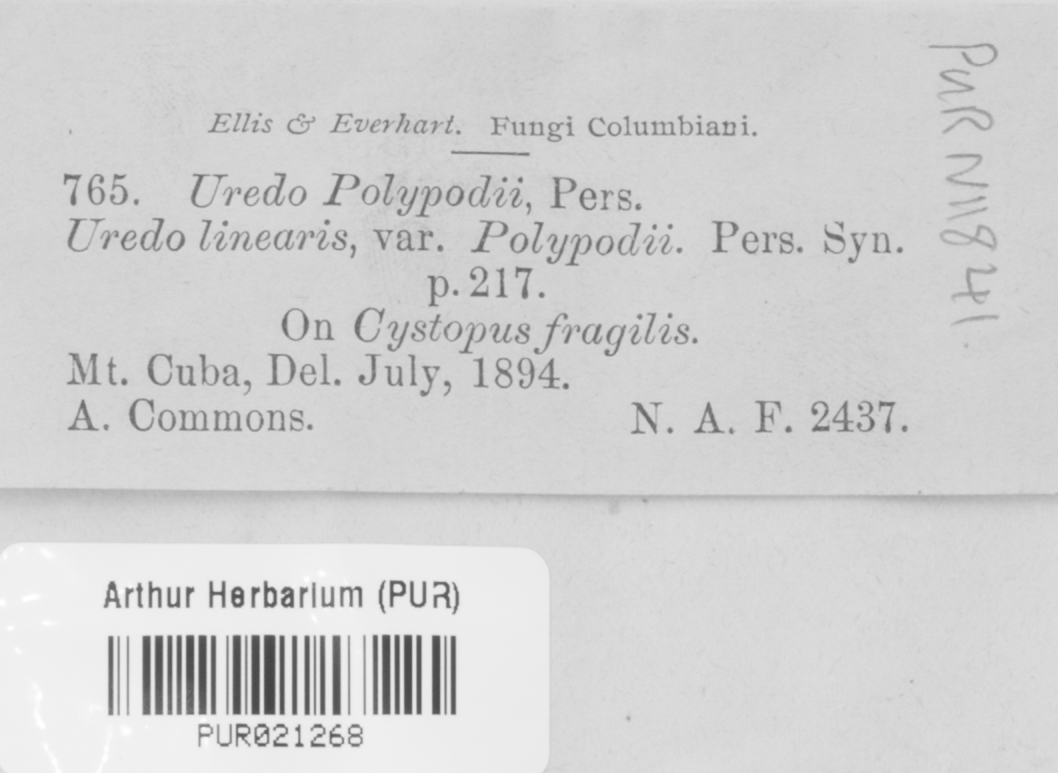 Ellis & Everhart. Fungi Columbiani.
765. Uredo Polypodii, Pers.
Uredo linearis, var. Polypodii. Pers. Syn.
p. 217.
On Cystopus fragilis.
Mt. Cuba, Del. July, 1894.
A. Commons. N. A. F. 2437.
PUR N11841
Arthur Herbarium (PUR)
PUR021268